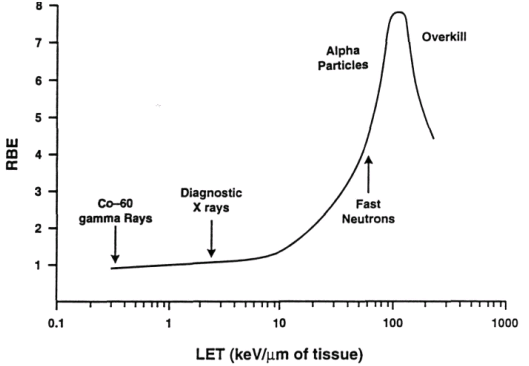 8
7
6
5
4
3
2
1
RBE
Alpha
Particles
Overkill
Co–60
gamma Rays
Diagnostic
X rays
Fast
Neutrons
0.1
1
10
100
1000
LET (keV/μm of tissue)